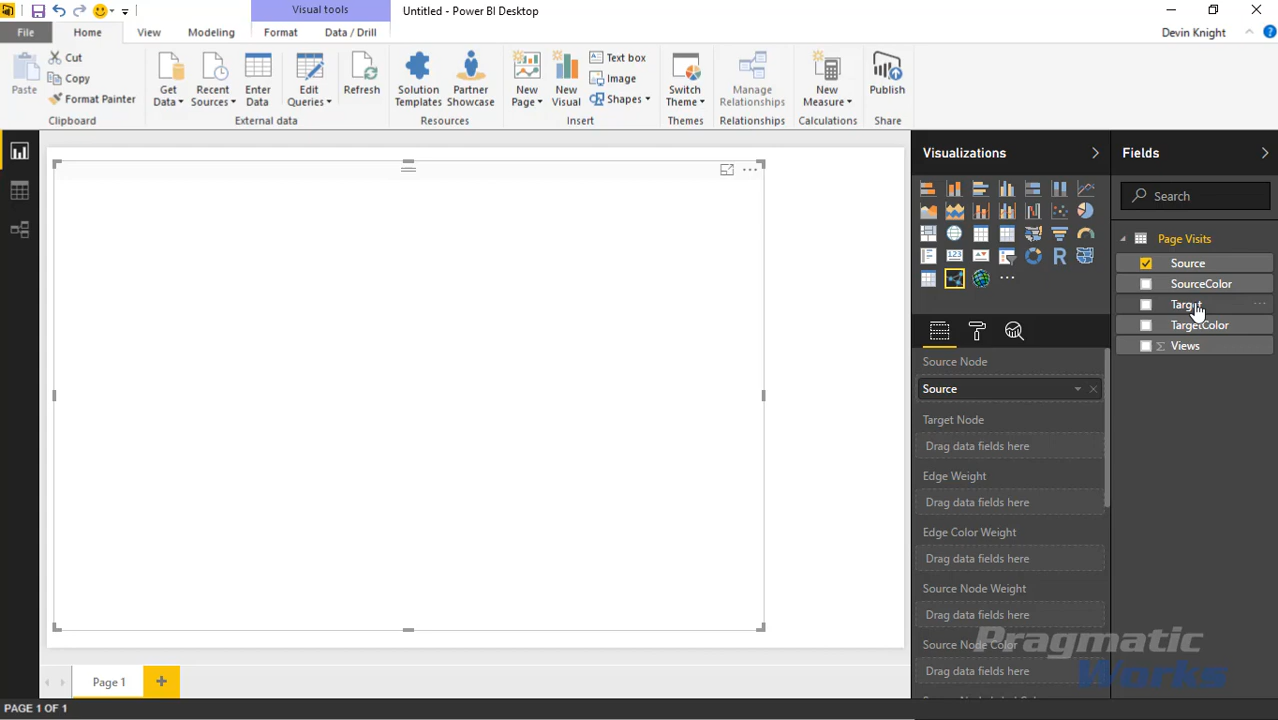 Visual tools
Untitled - Power BI Desktop
File
Home
View
Modeling
Format
Data / Drill
Devin Knight
Paste
Cut
Copy
Format Painter
Clipboard
Get Data
Recent Sources
Enter Data
Edit Queries
Refresh
External data
Solution Templates
Partner Showcase
Resources
New Page
New Visual
Text box
Image
Shapes
Insert
Switch Theme
Themes
Manage Relationships
Relationships
New Measure
Calculations
Publish
Share
Visualizations
Fields
Search
Page Visits
Source
SourceColor
Target
TargetColor
Σ Views
R
Source Node
Source
Target Node
Drag data fields here
Edge Weight
Drag data fields here
Edge Color Weight
Drag data fields here
Source Node Weight
Drag data fields here
Source Node Color
Drag data fields here
Pragmatic
Works
Page 1
PAGE 1 OF 1